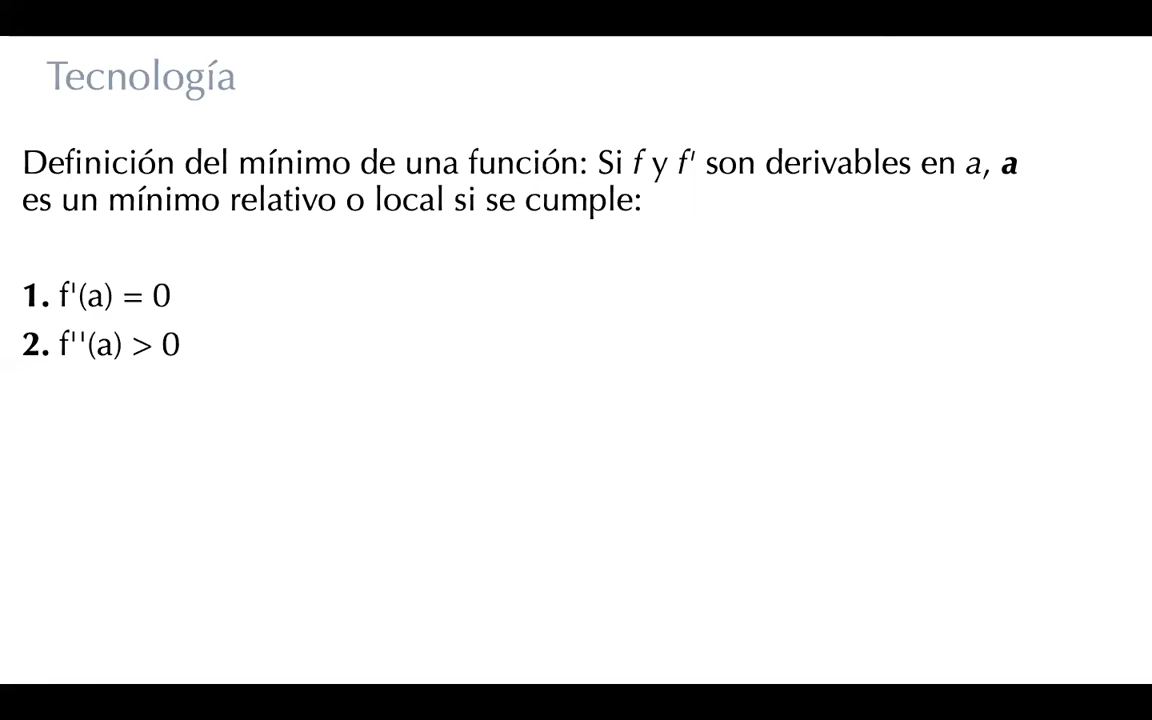 Tecnología
Definición del mínimo de una función: Si f y f' son derivables en a, a
es un mínimo relativo o local si se cumple:
1. f'(a) = 0
2. f''(a) > 0